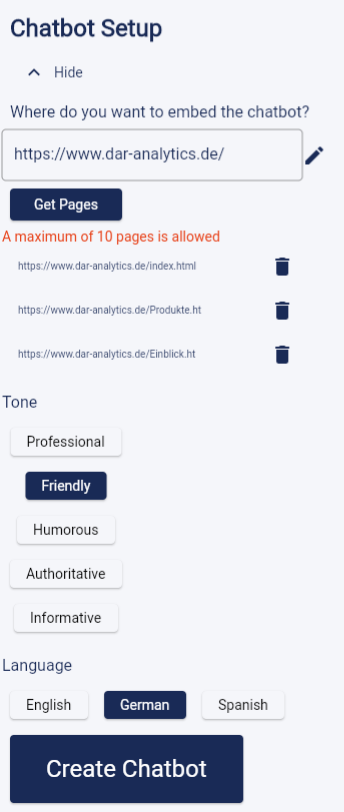 Chatbot Setup
Hide
Where do you want to embed the chatbot?
https://www.dar-analytics.de/
Get Pages
A maximum of 10 pages is allowed
https://www.dar-analytics.de/index.html
https://www.dar-analytics.de/Produkte.ht
https://www.dar-analytics.de/Einblick.ht
Tone
Professional
Friendly
Humorous
Authoritative
Informative
Language
English German Spanish
Create Chatbot